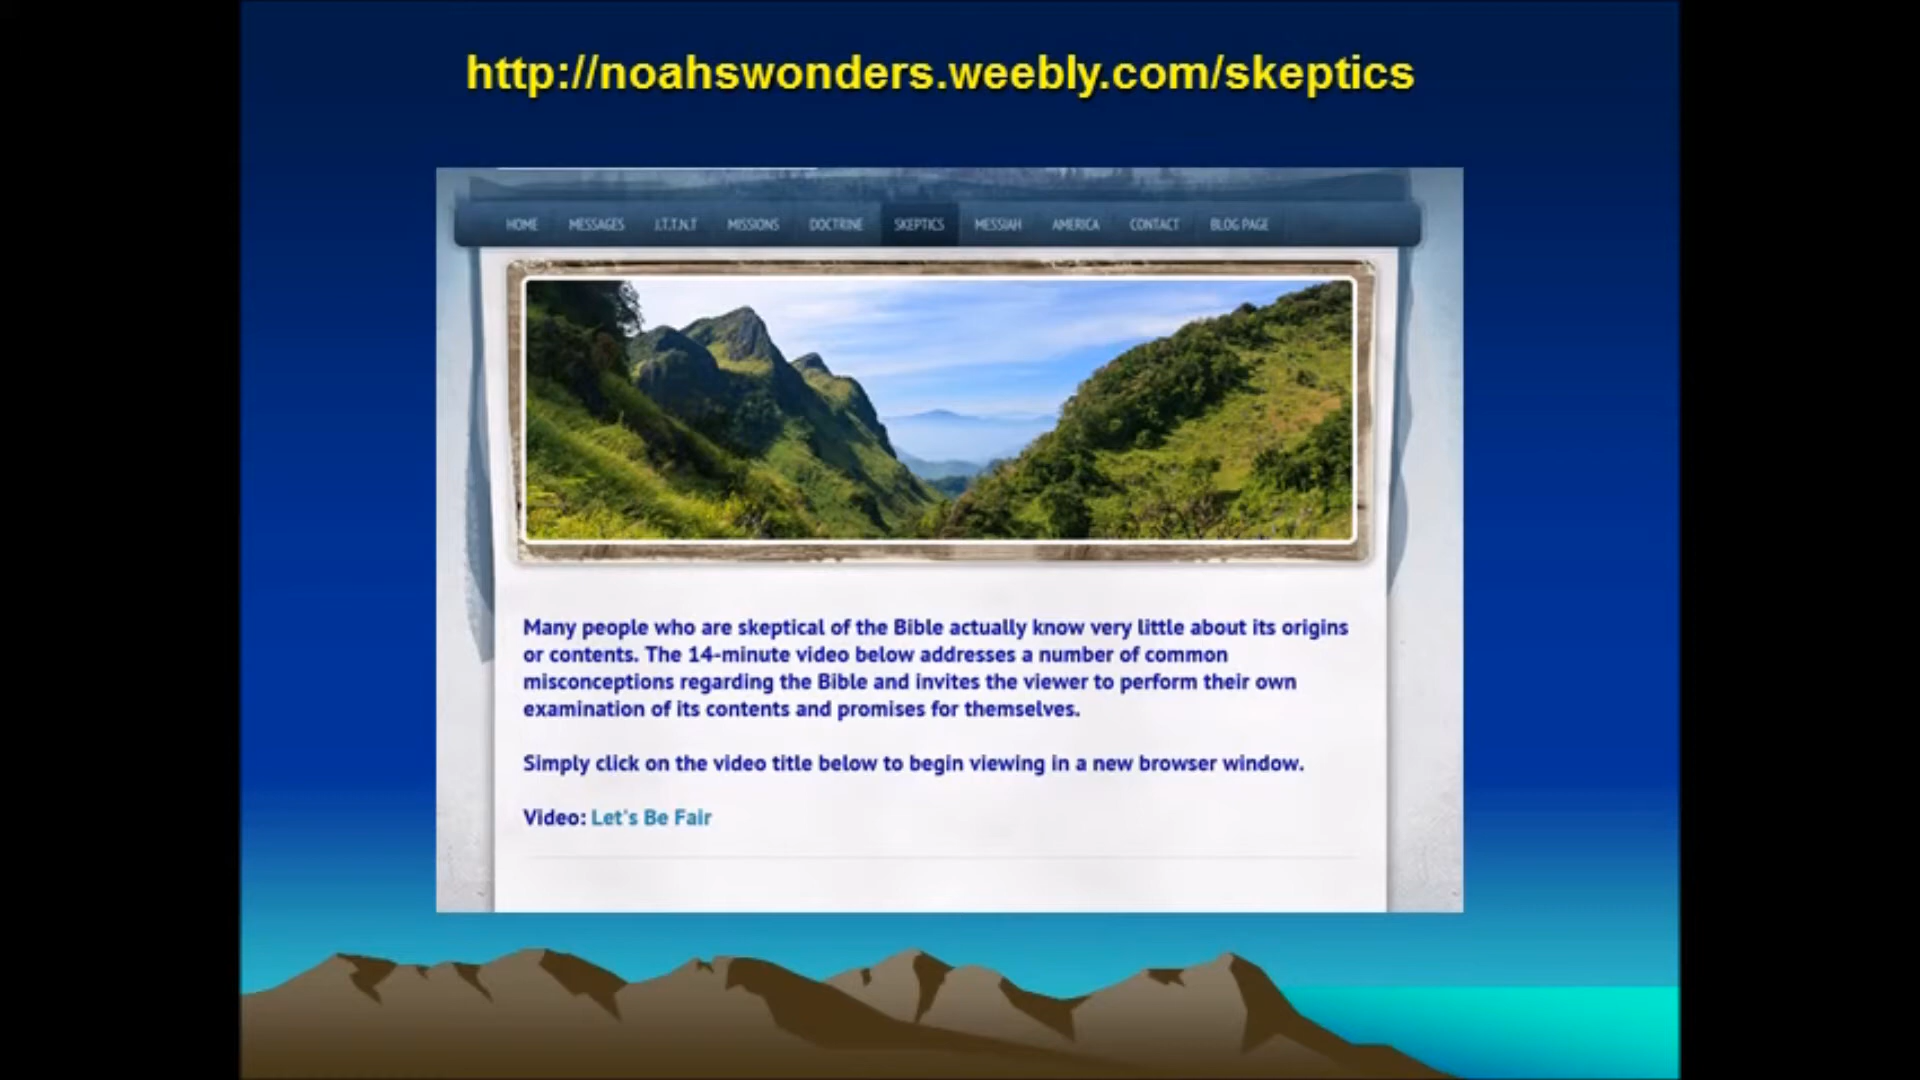 http://noahswonders.weebly.com/skeptics
HOME MESSAGES J.T.T.N.T MISSIONS DOCTRINE SKEPTICS MESSIAH AMERICA CONTACT BLOG PAGE
Many people who are skeptical of the Bible actually know very little about its origins
or contents. The 14-minute video below addresses a number of common
misconceptions regarding the Bible and invites the viewer to perform their own
examination of its contents and promises for themselves.
Simply click on the video title below to begin viewing in a new browser window.
Video: Let's Be Fair